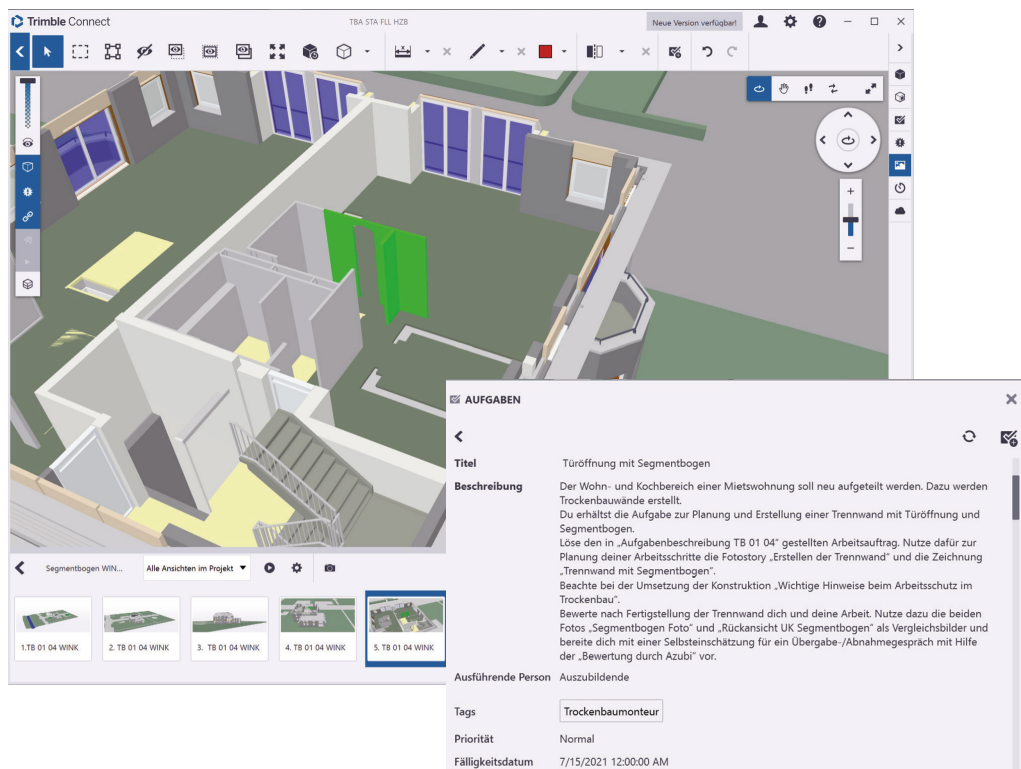 Trimble Connect
TBA STA FLL HZB
Neue Version verfügbar!
Segmentbogen WIN...
Alle Ansichten im Projekt
1.TB 01 04 WINK
2. TB 01 04 WINK
3. TB 01 04 WINK
4. TB 01 04 WINK
5. TB 01 04 WINK
AUFGABEN
Titel Türöffnung mit Segmentbogen
Beschreibung Der Wohn- und Kochbereich einer Mietswohnung soll neu aufgeteilt werden. Dazu werden
Trockenbauwände erstellt.
Du erhältst die Aufgabe zur Planung und Erstellung einer Trennwand mit Türöffnung und
Segmentbogen.
Löse den in „Aufgabenbeschreibung TB 01 04" gestellten Arbeitsauftrag. Nutze dafür zur
Planung deiner Arbeitsschritte die Fotostory „Erstellen der Trennwand" und die Zeichnung
„Trennwand mit Segmentbogen".
Beachte bei der Umsetzung der Konstruktion „Wichtige Hinweise beim Arbeitsschutz im
Trockenbau".
Bewerte nach Fertigstellung der Trennwand dich und deine Arbeit. Nutze dazu die beiden
Fotos „Segmentbogen Foto" und „Rückansicht UK Segmentbogen" als Vergleichsbilder und
bereite dich mit einer Selbsteinschätzung für ein Übergabe-/Abnahmegespräch mit Hilfe
der „Bewertung durch Azubi" vor.
Ausführende Person Auszubildende
Tags Trockenbaumonteur
Priorität Normal
Fälligkeitsdatum 7/15/2021 12:00:00 AM